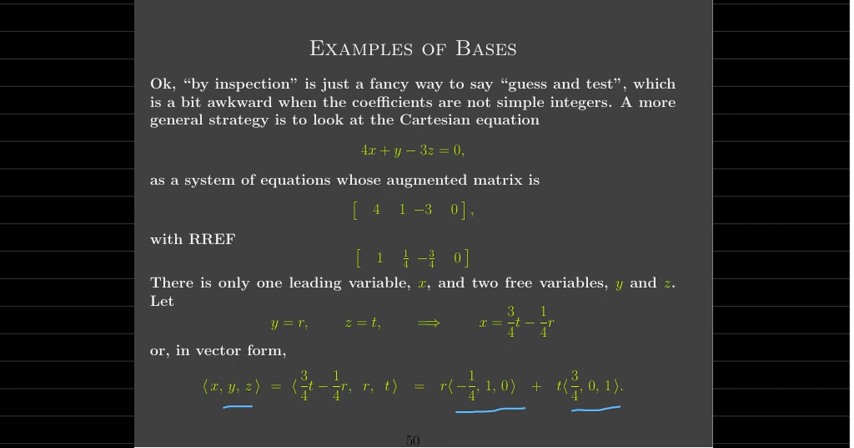 Examples of Bases
Ok, “by inspection” is just a fancy way to say “guess and test”, which
is a bit awkward when the coefficients are not simple integers. A more
general strategy is to look at the Cartesian equation
4x + y − 3z = 0,
as a system of equations whose augmented matrix is
[ 4 1 −3 0 ],
with RREF
[ 1 1/4 −3/4 0 ]
There is only one leading variable, x, and two free variables, y and z.
Let
y = r, z = t, ⟹ x = 3/4 t − 1/4 r
or, in vector form,
⟨x, y, z⟩ = ⟨3/4 t − 1/4 r, r, t⟩ = r⟨−1/4, 1, 0⟩ + t⟨3/4, 0, 1⟩.
50